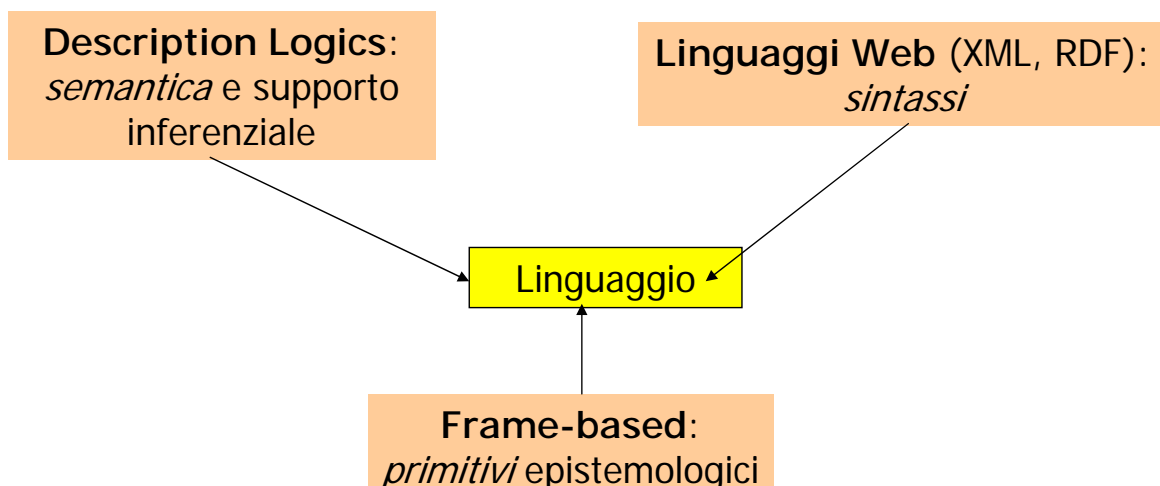 Description Logics:
semantica e supporto
inferenziale
Linguaggi Web (XML, RDF):
sintassi
Linguaggio
Frame-based:
primitivi epistemologici